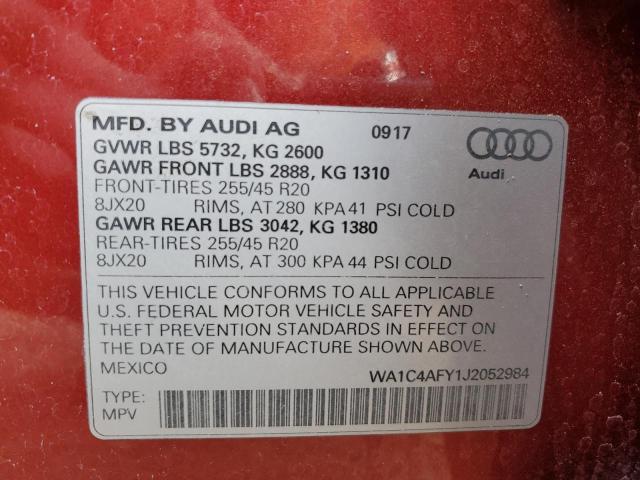 MFD. BY AUDI AG 09 17
GVWR LBS 5732, KG 2600
GAWR FRONT LBS 2888, KG 1310
FRONT-TIRES 255/45 R20
8JX20 RIMS, AT 280 KPA 41 PSI COLD
GAWR REAR LBS 3042, KG 1380
REAR-TIRES 255/45 R20
8JX20 RIMS, AT 300 KPA 44 PSI COLD
Audi
THIS VEHICLE CONFORMS TO ALL APPLICABLE
U.S. FEDERAL MOTOR VEHICLE SAFETY AND
THEFT PREVENTION STANDARDS IN EFFECT ON
THE DATE OF MANUFACTURE SHOWN ABOVE.
MEXICO WA1C4AFY1J2052984
TYPE:
MPV